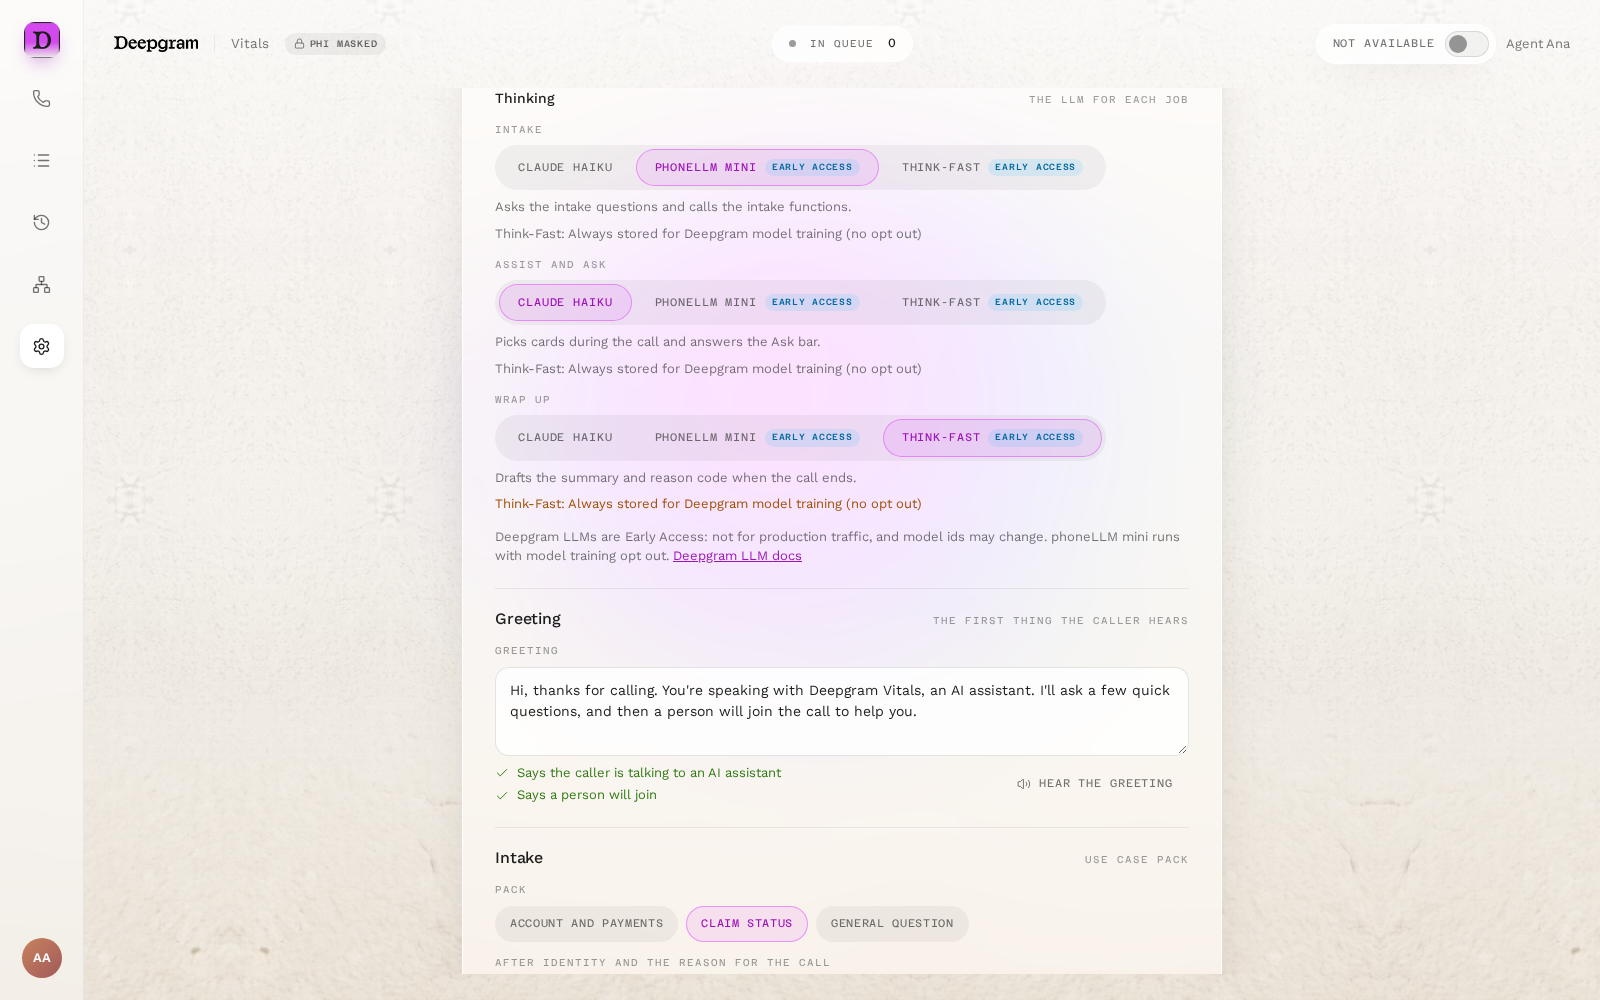 D
Deepgram
Vitals
PHI MASKED
IN QUEUE 0
NOT AVAILABLE
Agent Ana
Thinking
THE LLM FOR EACH JOB
INTAKE
CLAUDE HAIKU
PHONELLM MINI EARLY ACCESS
THINK-FAST EARLY ACCESS
Asks the intake questions and calls the intake functions.
Think-Fast: Always stored for Deepgram model training (no opt out)
ASSIST AND ASK
CLAUDE HAIKU
PHONELLM MINI EARLY ACCESS
THINK-FAST EARLY ACCESS
Picks cards during the call and answers the Ask bar.
Think-Fast: Always stored for Deepgram model training (no opt out)
WRAP UP
CLAUDE HAIKU
PHONELLM MINI EARLY ACCESS
THINK-FAST EARLY ACCESS
Drafts the summary and reason code when the call ends.
Think-Fast: Always stored for Deepgram model training (no opt out)
Deepgram LLMs are Early Access: not for production traffic, and model ids may change. phoneLLM mini runs
with model training opt out. Deepgram LLM docs
Greeting
THE FIRST THING THE CALLER HEARS
GREETING
Hi, thanks for calling. You're speaking with Deepgram Vitals, an AI assistant. I'll ask a few quick
questions, and then a person will join the call to help you.
Says the caller is talking to an AI assistant
Says a person will join
HEAR THE GREETING
Intake
USE CASE PACK
PACK
ACCOUNT AND PAYMENTS
CLAIM STATUS
GENERAL QUESTION
AFTER IDENTITY AND THE REASON FOR THE CALL
AA